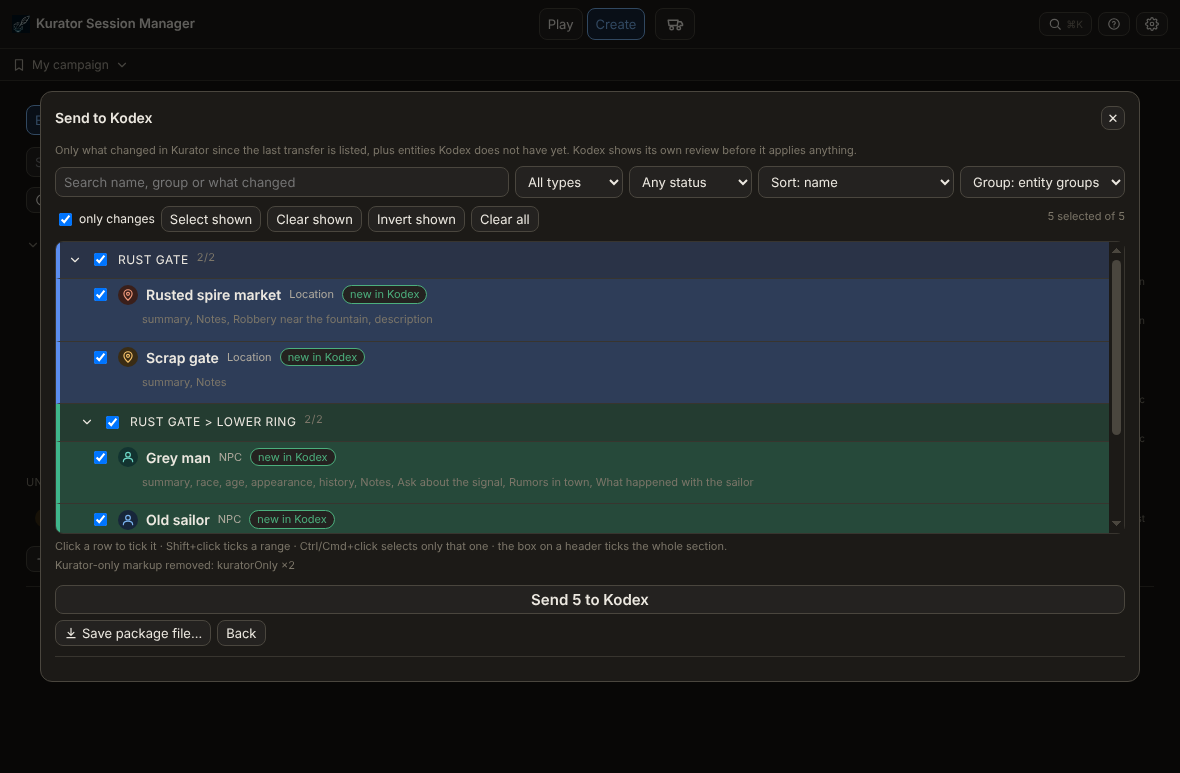 Kurator Session Manager
Play
Create
⌘K
My campaign
Send to Kodex
Only what changed in Kurator since the last transfer is listed, plus entities Kodex does not have yet. Kodex shows its own review before it applies anything.
Search name, group or what changed
All types
Any status
Sort: name
Group: entity groups
only changes
Select shown
Clear shown
Invert shown
Clear all
5 selected of 5
RUST GATE 2/2
Rusted spire market Location new in Kodex
summary, Notes, Robbery near the fountain, description
Scrap gate Location new in Kodex
summary, Notes
RUST GATE > LOWER RING 2/2
Grey man NPC new in Kodex
summary, race, age, appearance, history, Notes, Ask about the signal, Rumors in town, What happened with the sailor
Old sailor NPC new in Kodex
Click a row to tick it · Shift+click ticks a range · Ctrl/Cmd+click selects only that one · the box on a header ticks the whole section.
Kurator-only markup removed: kuratorOnly ×2
Send 5 to Kodex
Save package file...
Back